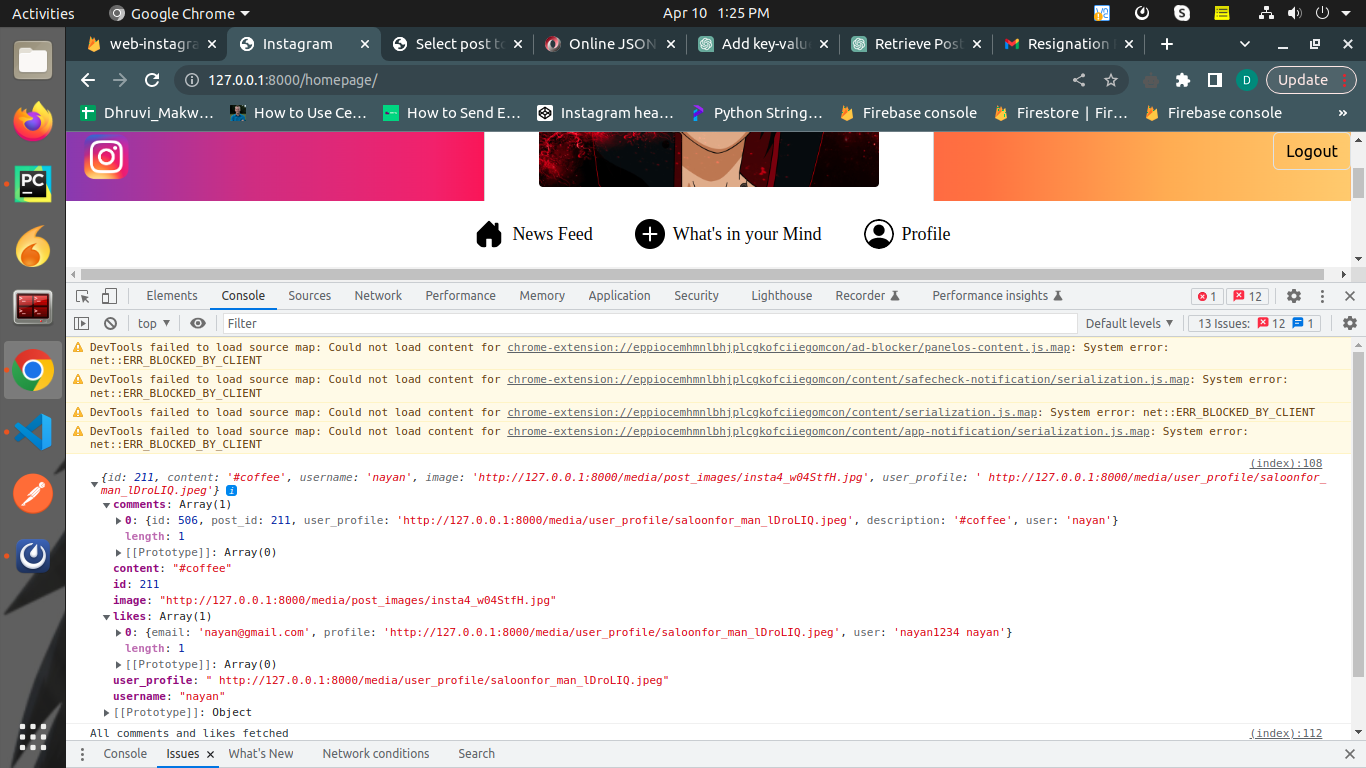 Activities Google Chrome Apr 10 1:25 PM
web-instagra Instagram Select post to Online JSON Add key-valu Retrieve Post Resignation
127.0.0.1:8000/homepage/ D Update
Dhruvi_Makw... How to Use Ce... How to Send E... Instagram hea... Python String... Firebase console Firestore | Fir... Firebase console »
Logout
News Feed What's in your Mind Profile
Elements Console Sources Network Performance Memory Application Security Lighthouse Recorder Performance insights 1 12
top Filter Default levels 13 Issues: 12 1
DevTools failed to load source map: Could not load content for chrome-extension://eppiocemhmnlbhjplcgkofciiegomcon/ad-blocker/panelos-content.js.map: System error:
net::ERR_BLOCKED_BY_CLIENT
DevTools failed to load source map: Could not load content for chrome-extension://eppiocemhmnlbhjplcgkofciiegomcon/content/safecheck-notification/serialization.js.map: System error:
net::ERR_BLOCKED_BY_CLIENT
DevTools failed to load source map: Could not load content for chrome-extension://eppiocemhmnlbhjplcgkofciiegomcon/content/serialization.js.map: System error: net::ERR_BLOCKED_BY_CLIENT
DevTools failed to load source map: Could not load content for chrome-extension://eppiocemhmnlbhjplcgkofciiegomcon/content/app-notification/serialization.js.map: System error:
net::ERR_BLOCKED_BY_CLIENT
(index):108
{id: 211, content: '#coffee', username: 'nayan', image: 'http://127.0.0.1:8000/media/post_images/insta4_w04StfH.jpg', user_profile: ' http://127.0.0.1:8000/media/user_profile/saloonfor_
man_lDroLIQ.jpeg'}
comments: Array(1)
0: {id: 506, post_id: 211, user_profile: 'http://127.0.0.1:8000/media/user_profile/saloonfor_man_lDroLIQ.jpeg', description: '#coffee', user: 'nayan'}
length: 1
[[Prototype]]: Array(0)
content: "#coffee"
id: 211
image: "http://127.0.0.1:8000/media/post_images/insta4_w04StfH.jpg"
likes: Array(1)
0: {email: 'nayan@gmail.com', profile: 'http://127.0.0.1:8000/media/user_profile/saloonfor_man_lDroLIQ.jpeg', user: 'nayan1234 nayan'}
length: 1
[[Prototype]]: Array(0)
user_profile: " http://127.0.0.1:8000/media/user_profile/saloonfor_man_lDroLIQ.jpeg"
username: "nayan"
[[Prototype]]: Object
All comments and likes fetched (index):112
Console Issues What's New Network conditions Search